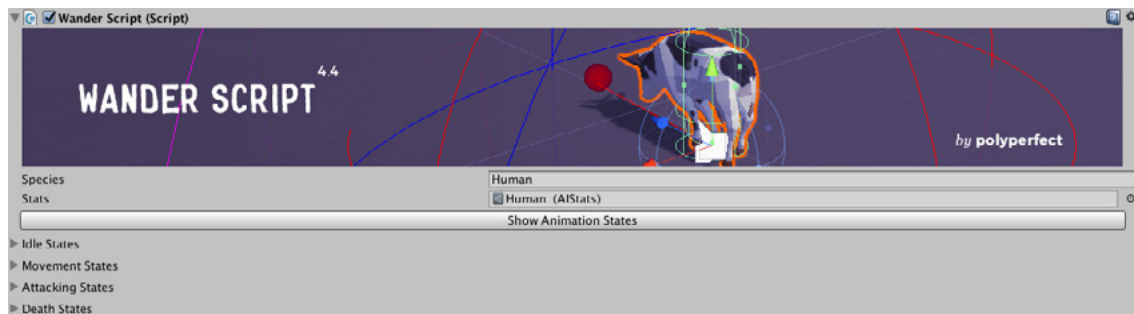 Wander Script (Script)
WANDER SCRIPT 4.4
by polyperfect
Species Human
Stats Human (AIStats)
Show Animation States
Idle States
Movement States
Attacking States
Death States